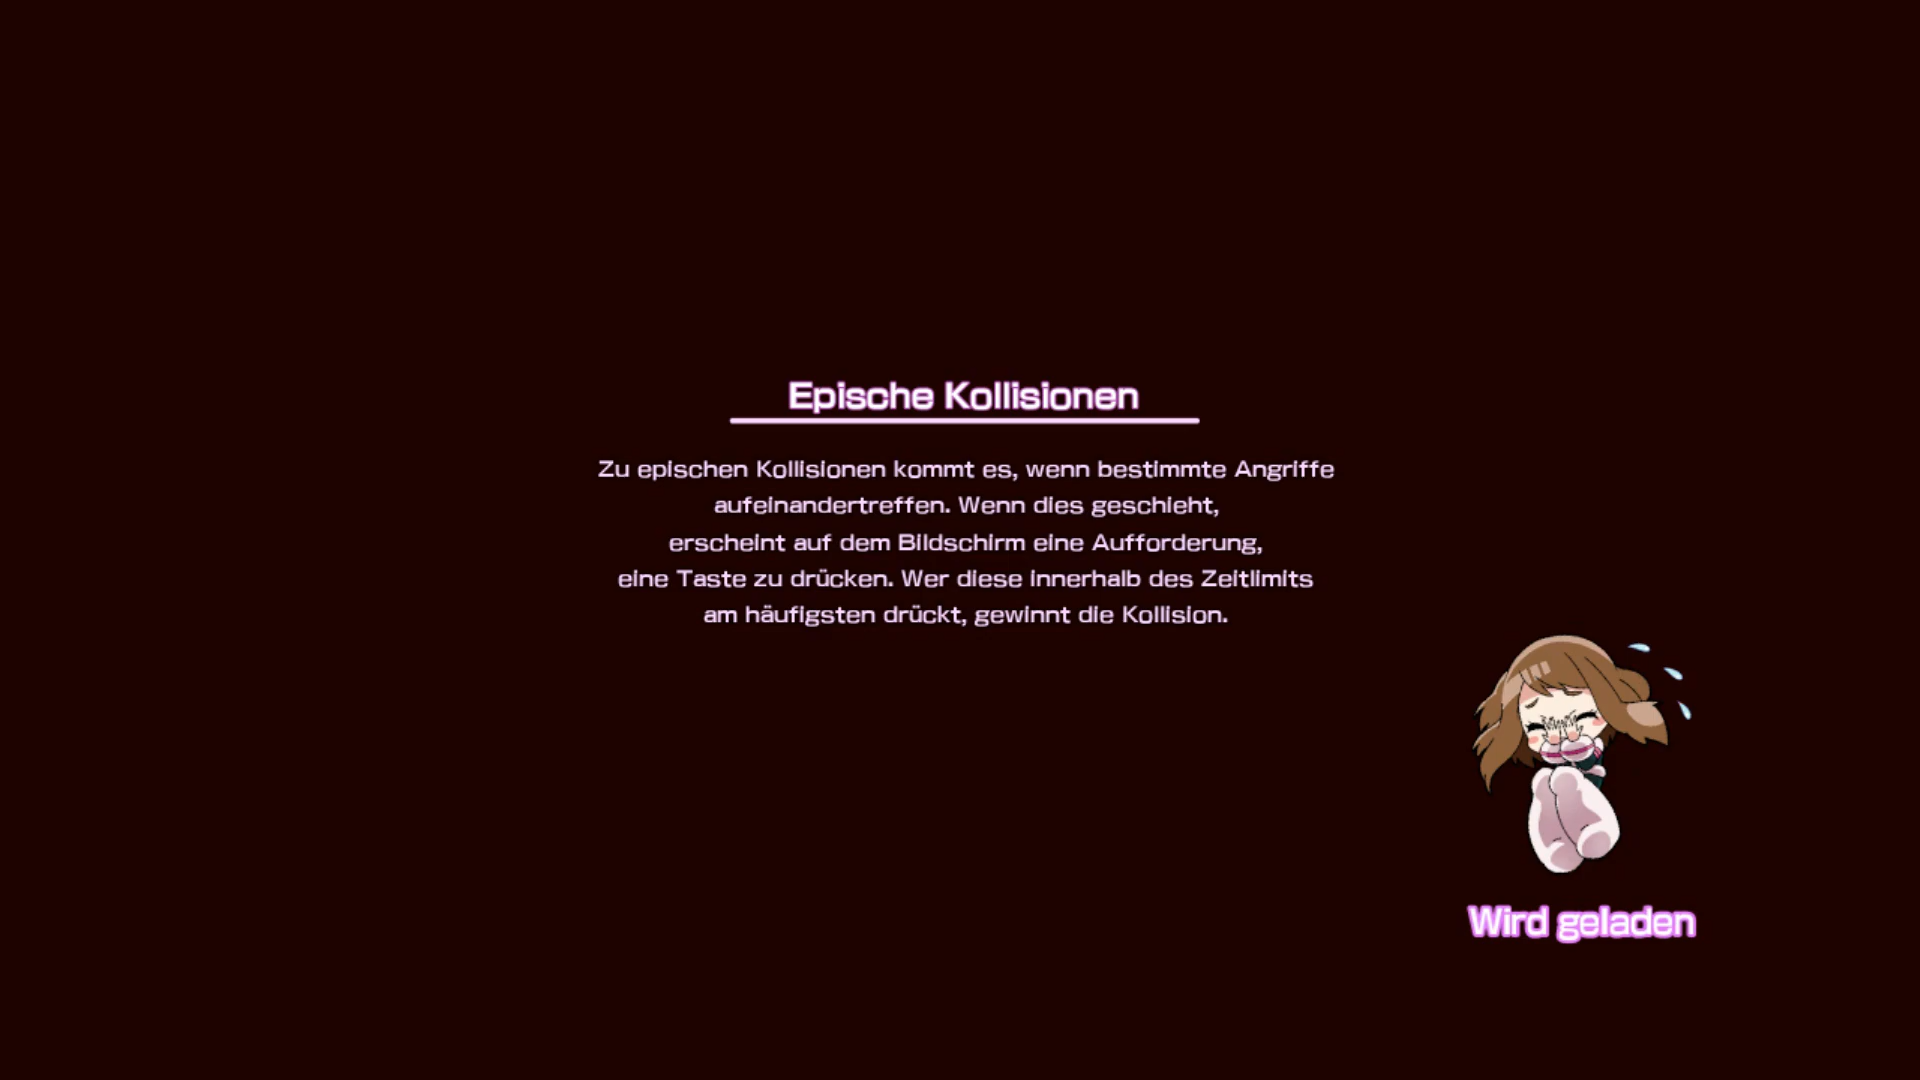 Epische Kollisionen
Zu epischen Kollisionen kommt es, wenn bestimmte Angriffe
aufeinandertreffen. Wenn dies geschieht,
erscheint auf dem Bildschirm eine Aufforderung,
eine Taste zu drücken. Wer diese innerhalb des Zeitlimits
am häufigsten drückt, gewinnt die Kollision.
Wird geladen